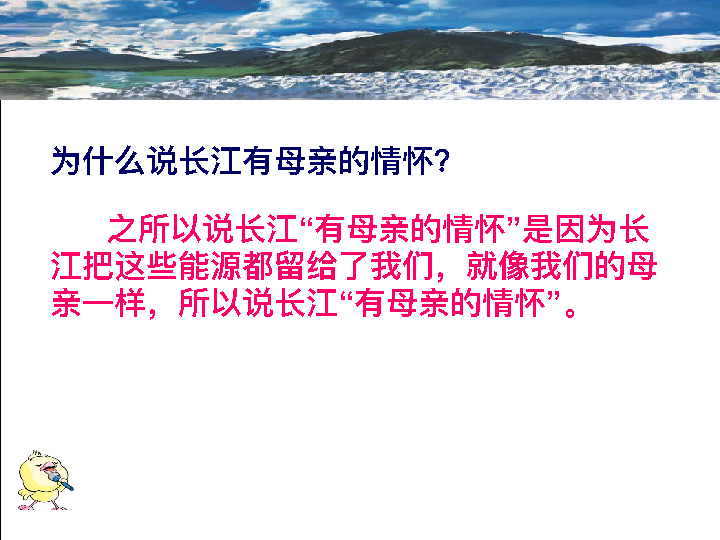 为什么说长江有母亲的情怀?
之所以说长江“有母亲的情怀”是因为长
江把这些能源都留给了我们，就像我们的母
亲一样，所以说长江“有母亲的情怀”。